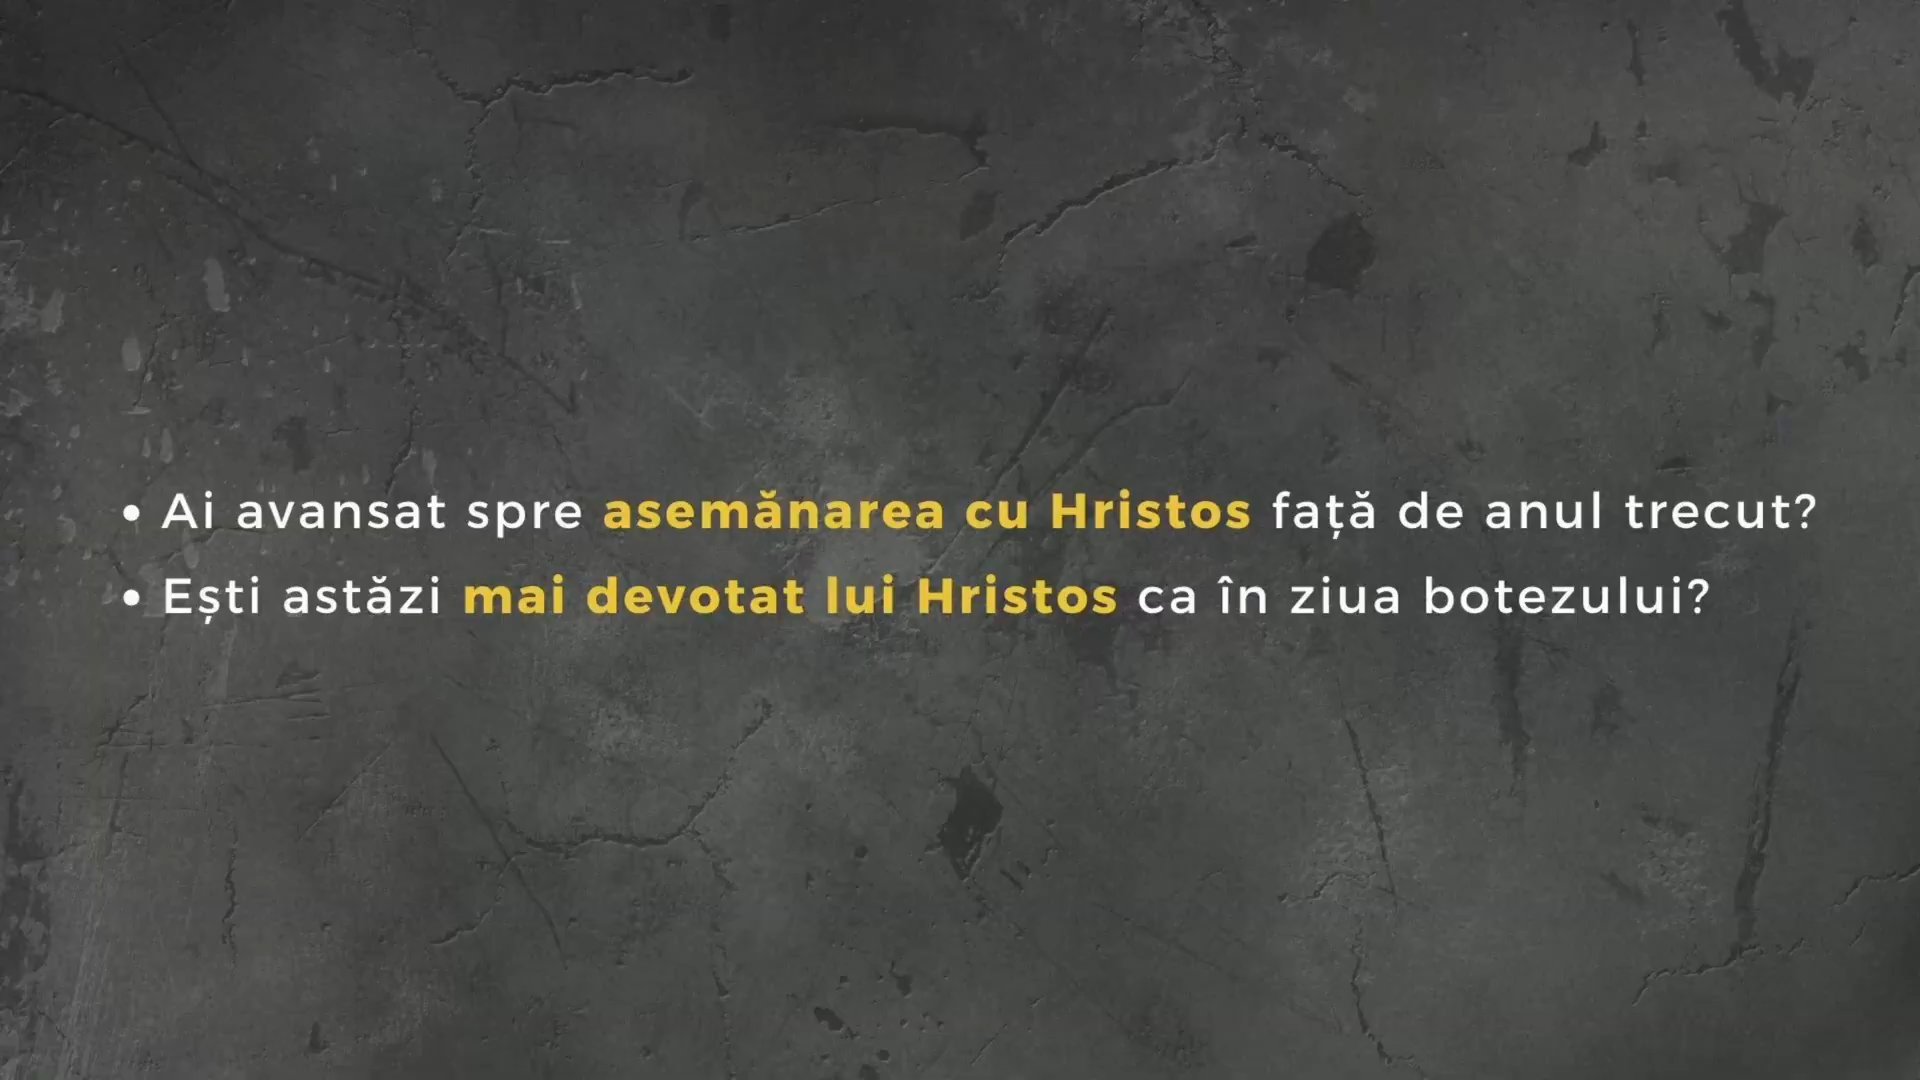 • Ai avansat spre asemănarea cu Hristos față de anul trecut?
• Ești astăzi mai devotat lui Hristos ca în ziua botezului?